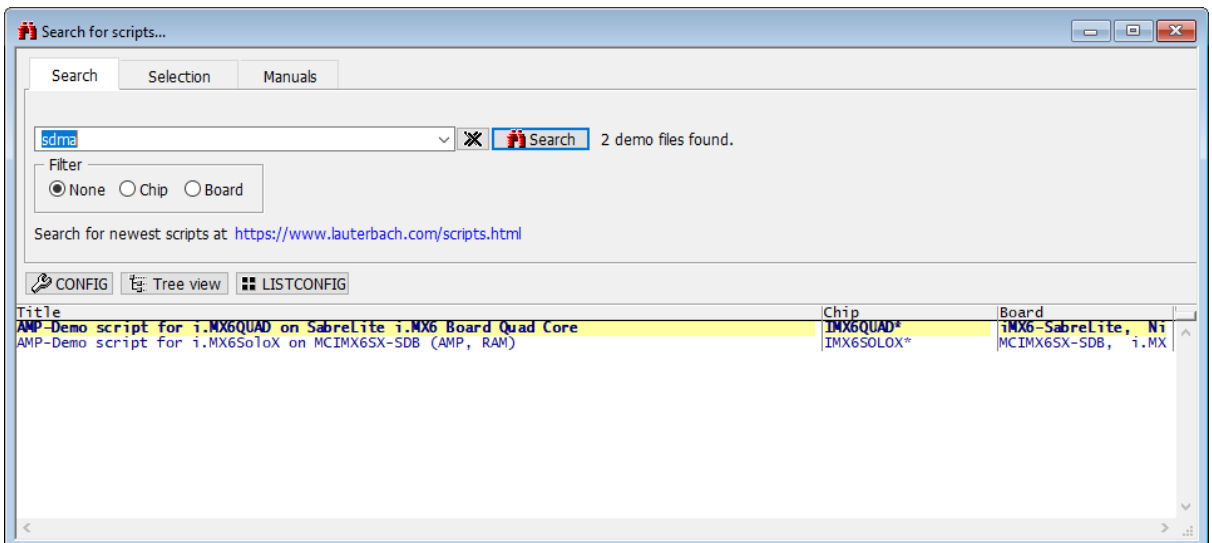 Search for scripts...
Search Selection Manuals
sdma Search 2 demo files found.
Filter
None Chip Board
Search for newest scripts at https://www.lauterbach.com/scripts.html
CONFIG Tree view LISTCONFIG
Title Chip Board
AMP-Demo script for i.MX6QUAD on SabreLite i.MX6 Board Quad Core IMX6QUAD* iMX6-SabreLite, Ni
AMP-Demo script for i.MX6SoloX on MCIMX6SX-SDB (AMP, RAM) IMX6SOLOX* MCIMX6SX-SDB, i.MX